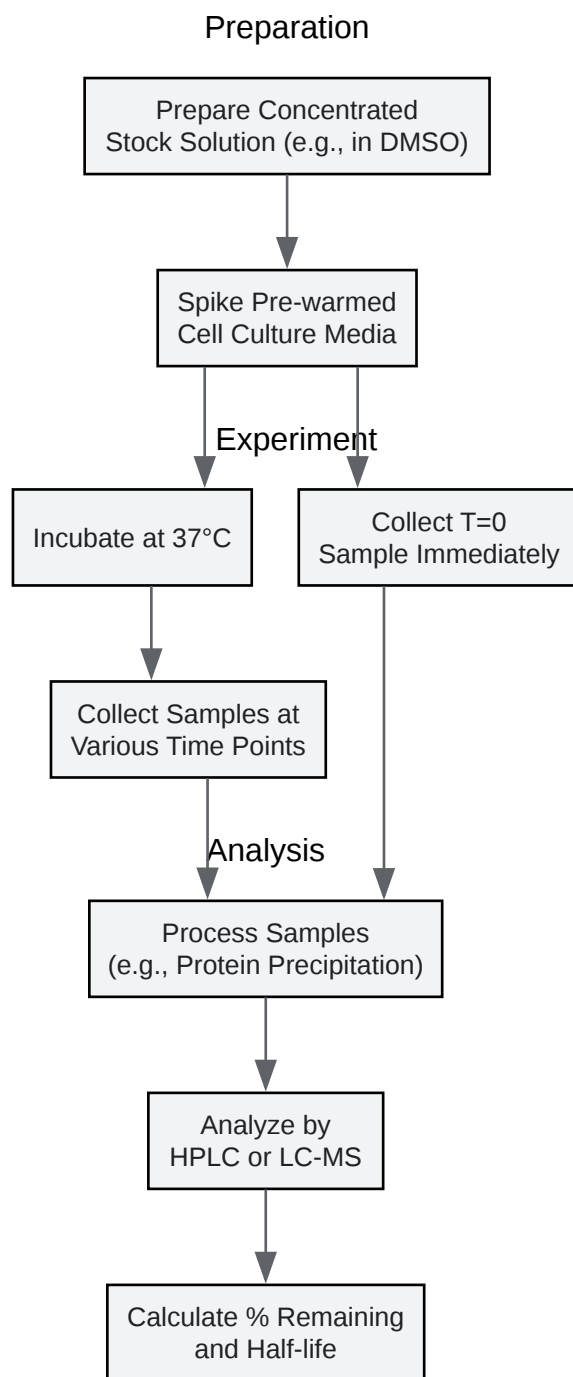 Preparation
Prepare Concentrated
Stock Solution (e.g., in DMSO)
Spike Pre-warmed
Cell Culture Media
Experiment
Incubate at 37°C
Collect T=0
Sample Immediately
Collect Samples at
Various Time Points
Analysis
Process Samples
(e.g., Protein Precipitation)
Analyze by
HPLC or LC-MS
Calculate % Remaining
and Half-life